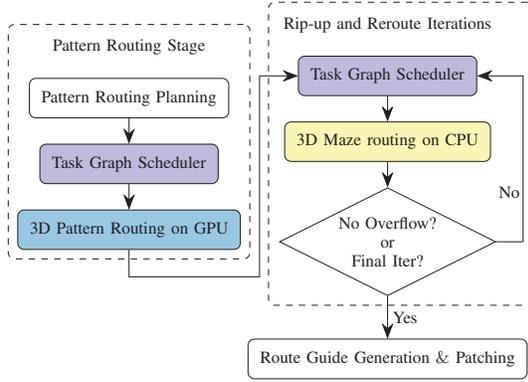 Pattern Routing Stage
Pattern Routing Planning
Task Graph Scheduler
3D Pattern Routing on GPU
Rip-up and Reroute Iterations
Task Graph Scheduler
3D Maze routing on CPU
No Overflow?
or
Final Iter?
No
Yes
Route Guide Generation & Patching